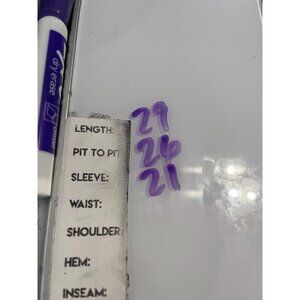 dry erase
LENGTH: 29
PIT TO PIT 26
SLEEVE: 21
WAIST:
SHOULDER
HEM:
INSEAM: